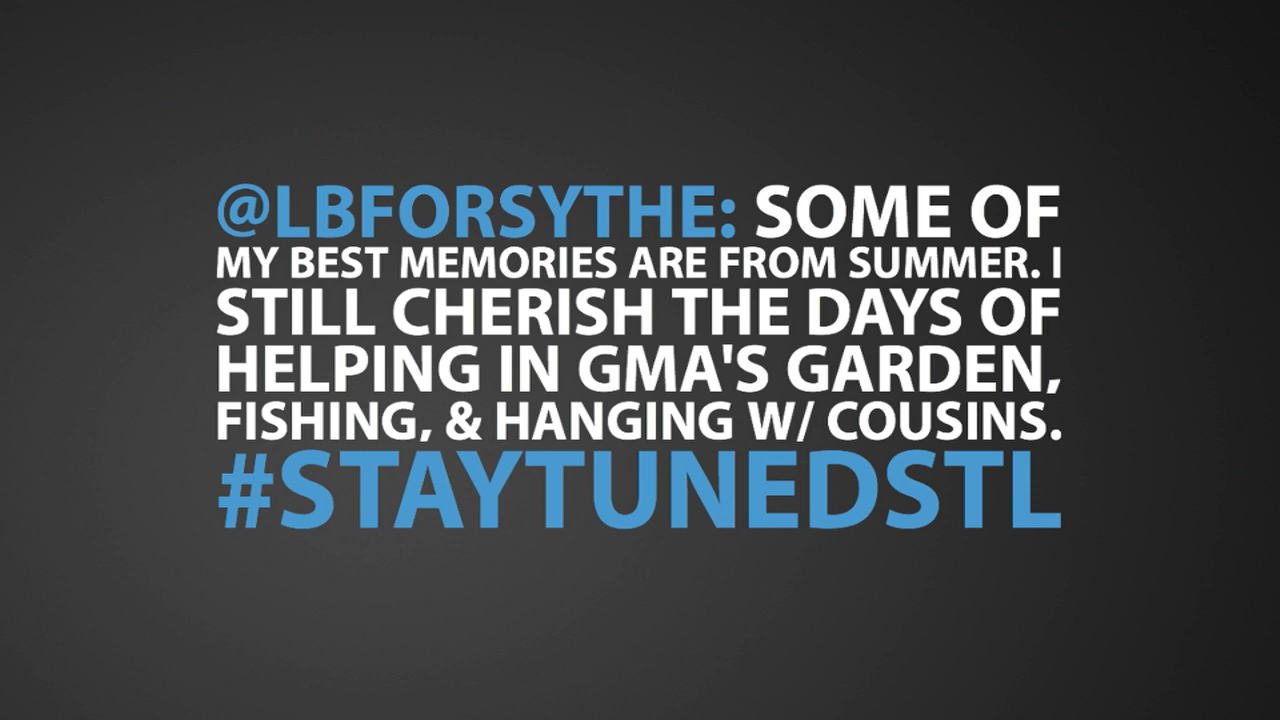 @LBFORSYTHE: SOME OF
MY BEST MEMORIES ARE FROM SUMMER. I
STILL CHERISH THE DAYS OF
HELPING IN GMA'S GARDEN,
FISHING, & HANGING W/ COUSINS.
#STAYTUNEDSTL